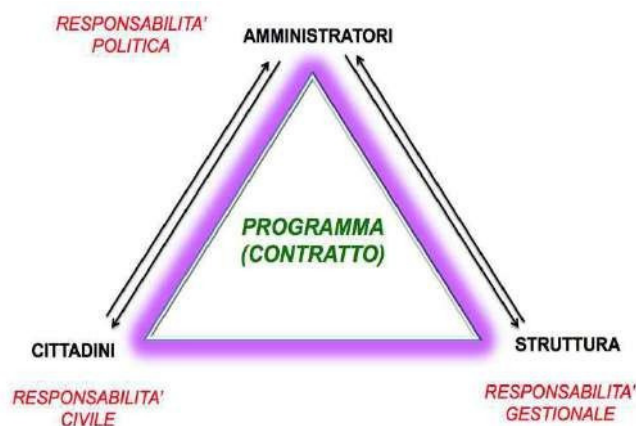 RESPONSABILITA'
POLITICA
AMMINISTRATORI
PROGRAMMA
(CONTRATTO)
CITTADINI
STRUTTURA
RESPONSABILITA'
CIVILE
RESPONSABILITA'
GESTIONALE